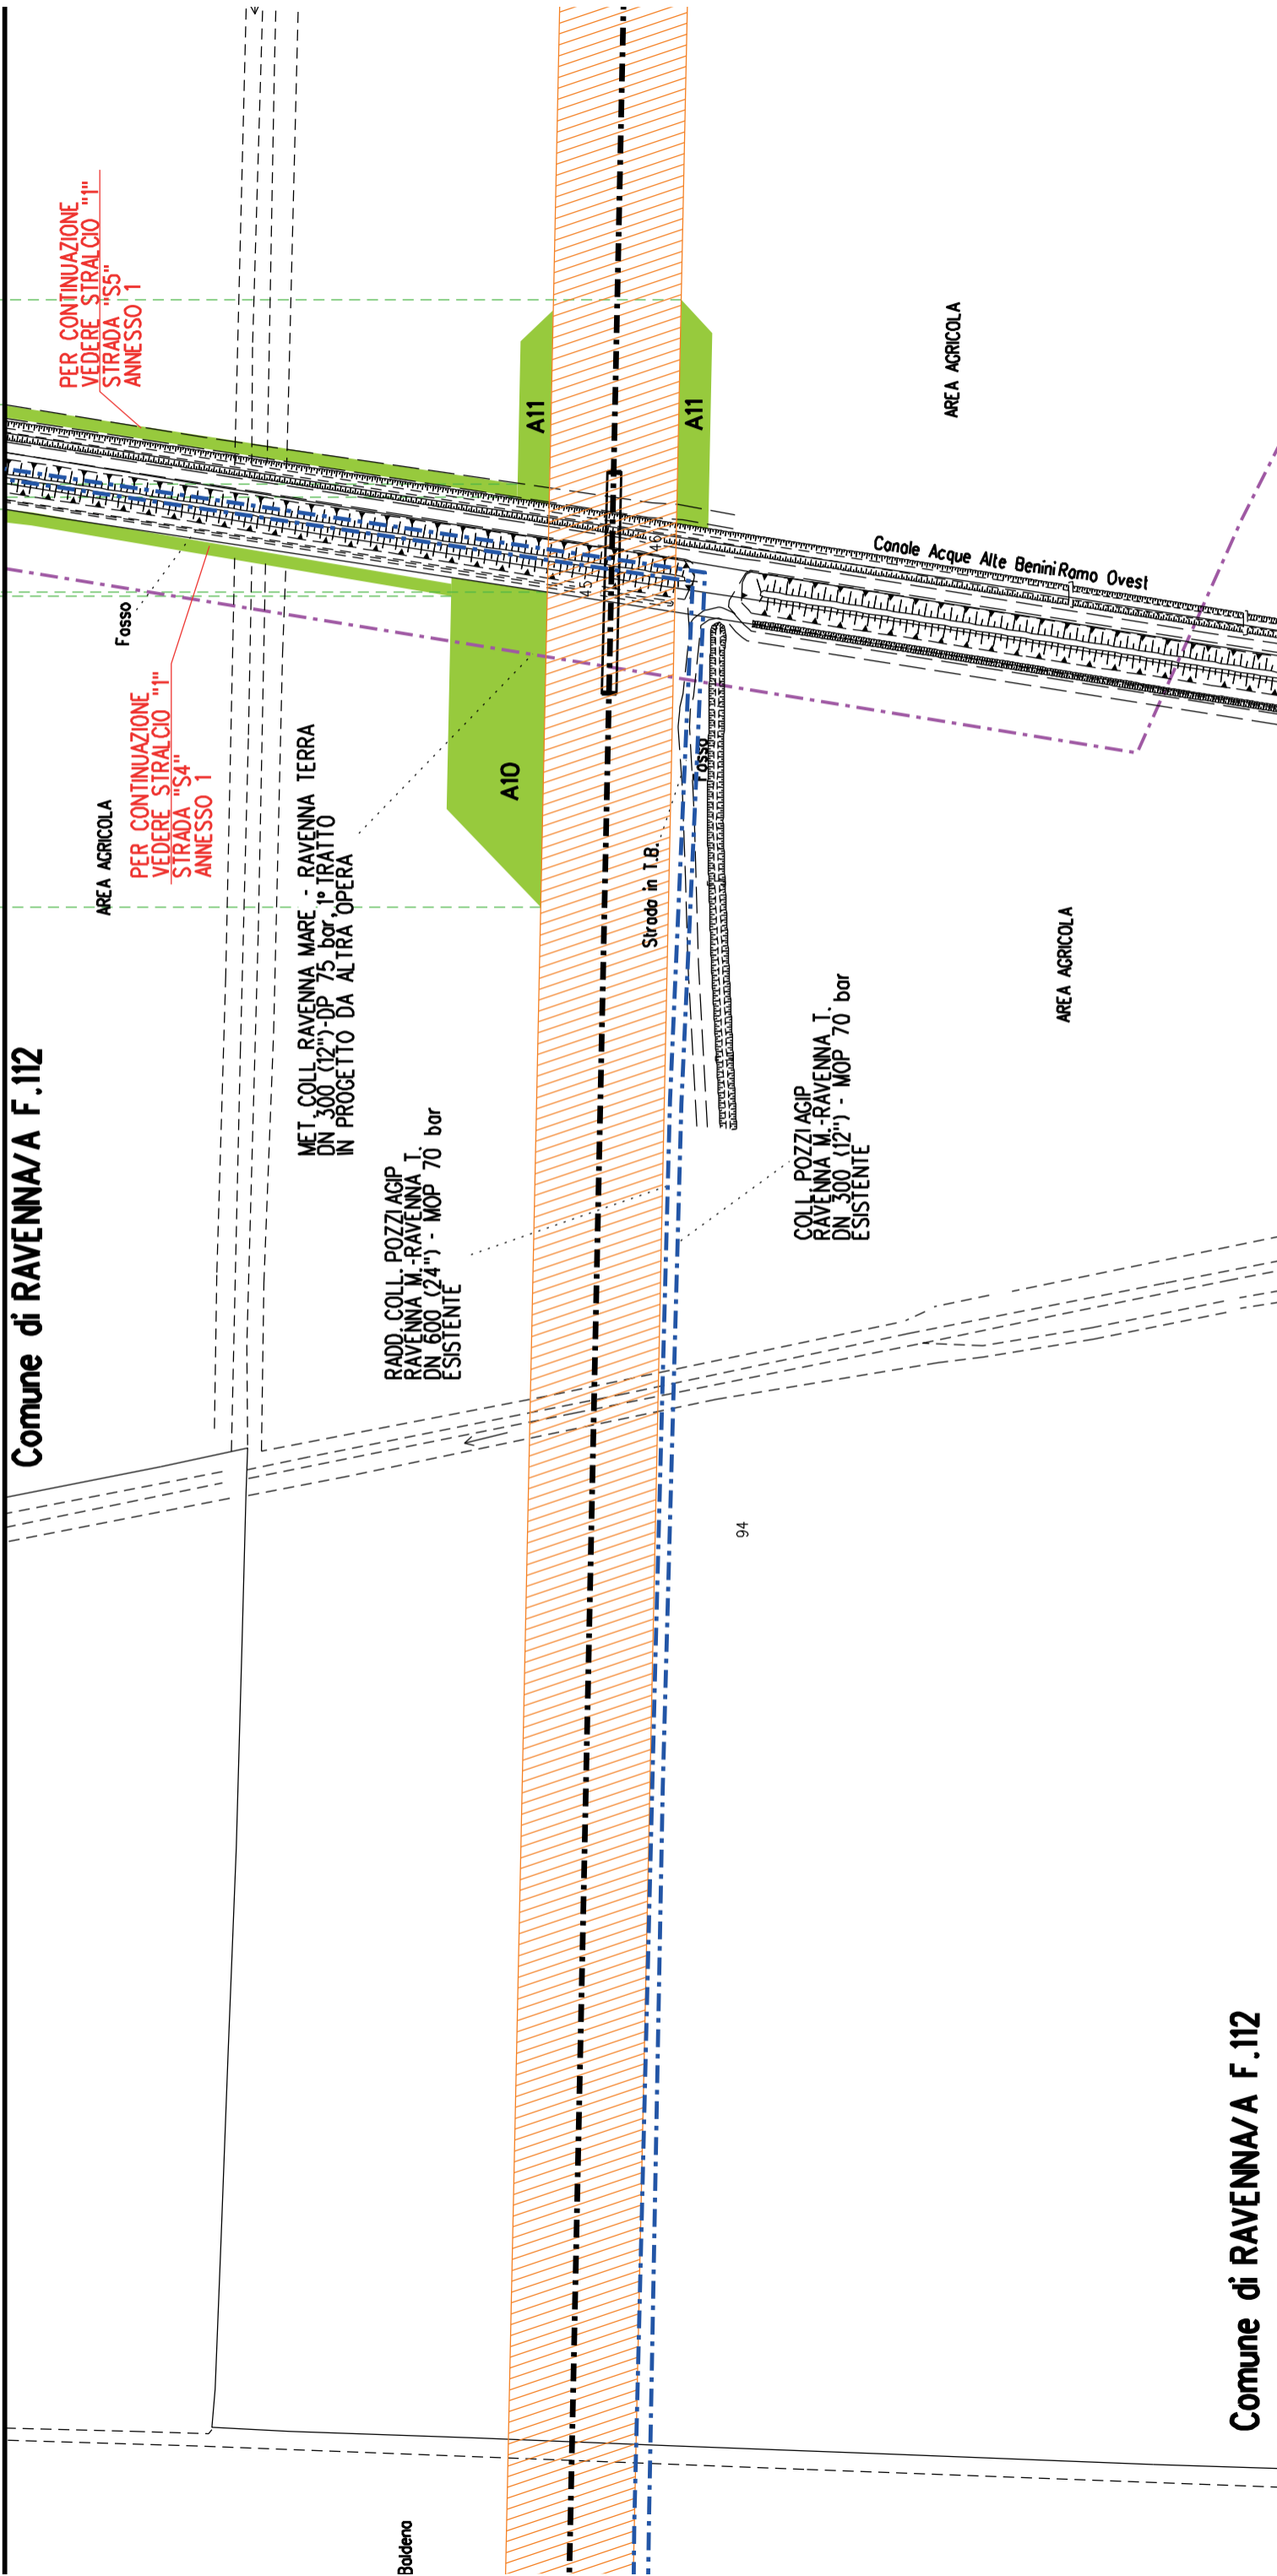 Comune di RAVENNA/A F.112
PER CONTINUAZIONE
VEDERE STRALCIO "1"
STRADA "S5"
ANNESSO 1
Fosso
PER CONTINUAZIONE
VEDERE STRALCIO "1"
STRADA "S4"
ANNESSO 1
AREA AGRICOLA
MET. COLL. RAVENNA MARE - RAVENNA TERRA
DN 300 (12")-DP 75 bar, 1° TRATTO
IN PROGETTO DA ALTRA OPERA
RADD. COLL. POZZI AGIP
RAVENNA M.-RAVENNA T.
DN 600 (24") - MOP 70 bar
ESISTENTE
Baldena
A10
A11
A11
45
46
Strada in T.B.
Fosso
94
COLL. POZZI AGIP
RAVENNA M.-RAVENNA T.
DN 300 (12") - MOP 70 bar
ESISTENTE
Canale Acque Alte Benini Ramo Ovest
AREA AGRICOLA
AREA AGRICOLA
Comune di RAVENNA/A F.112